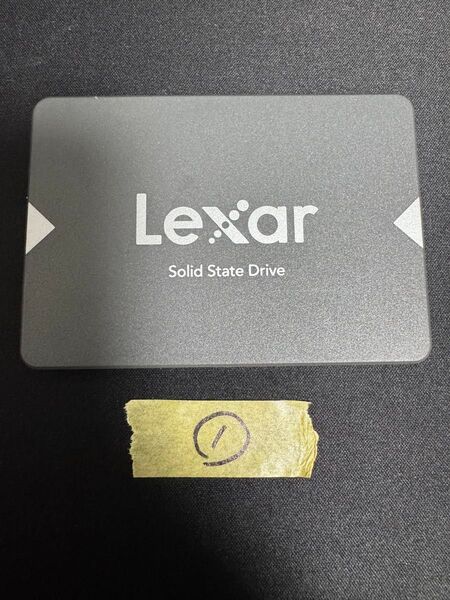 Lexar
Solid State Drive
①